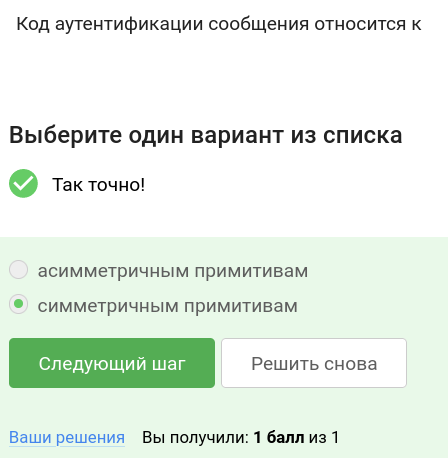 Код аутентификации сообщения относится к
Выберите один вариант из списка
Так точно!
асимметричным примитивам
симметричным примитивам
Следующий шаг
Решить снова
Ваши решения Вы получили: 1 балл из 1